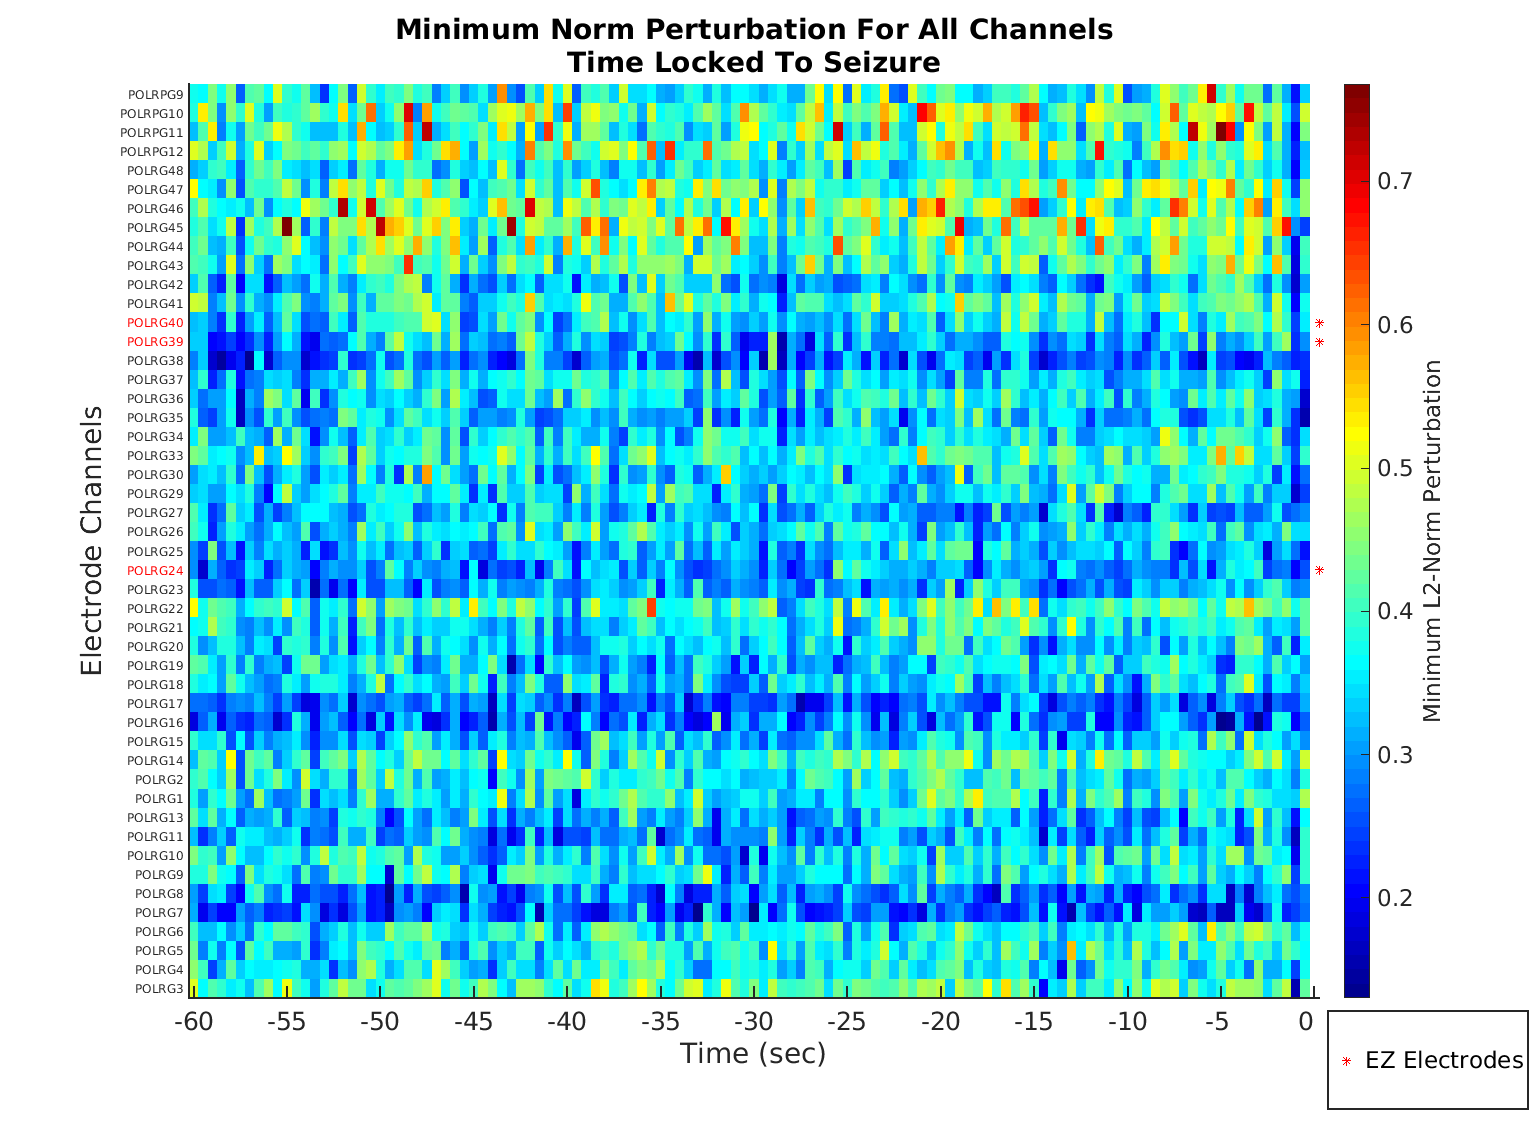 Minimum Norm Perturbation For All Channels
Time Locked To Seizure
POLRPG9
POLRPG10
POLRPG11
POLRPG12
POLRG48
POLRG47
POLRG46
POLRG45
POLRG44
POLRG43
POLRG42
POLRG41
POLRG40
POLRG39
POLRG38
POLRG37
POLRG36
POLRG35
POLRG34
POLRG33
POLRG30
POLRG29
POLRG27
POLRG26
POLRG25
POLRG24
POLRG23
POLRG22
POLRG21
POLRG20
POLRG19
POLRG18
POLRG17
POLRG16
POLRG15
POLRG14
POLRG2
POLRG1
POLRG13
POLRG11
POLRG10
POLRG9
POLRG8
POLRG7
POLRG6
POLRG5
POLRG4
POLRG3
Electrode Channels
-60 -55 -50 -45 -40 -35 -30 -25 -20 -15 -10 -5 0
Time (sec)
0.7
0.6
0.5
0.4
0.3
0.2
Minimum L2-Norm Perturbation
EZ Electrodes